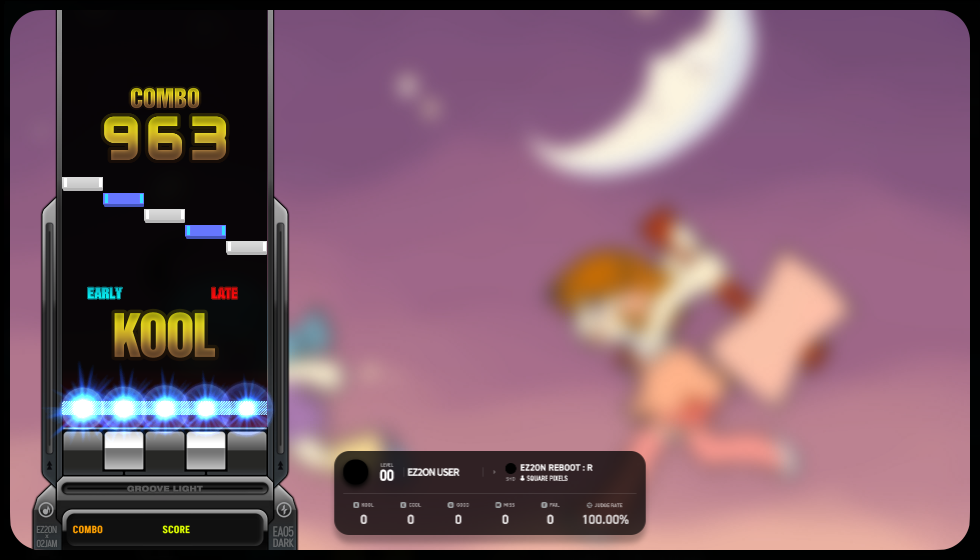 COMBO
963
EARLY LATE
KOOL
GROOVE LIGHT
EZ2ON
x
O2JAM
COMBO SCORE
EA05
DARK
LEVEL
00
EZ2ON USER
EZ2ON REBOOT : R
SQUARE PIXELS
KOOL COOL GOOD MISS FAIL JUDGE RATE
0 0 0 0 0 100.00%